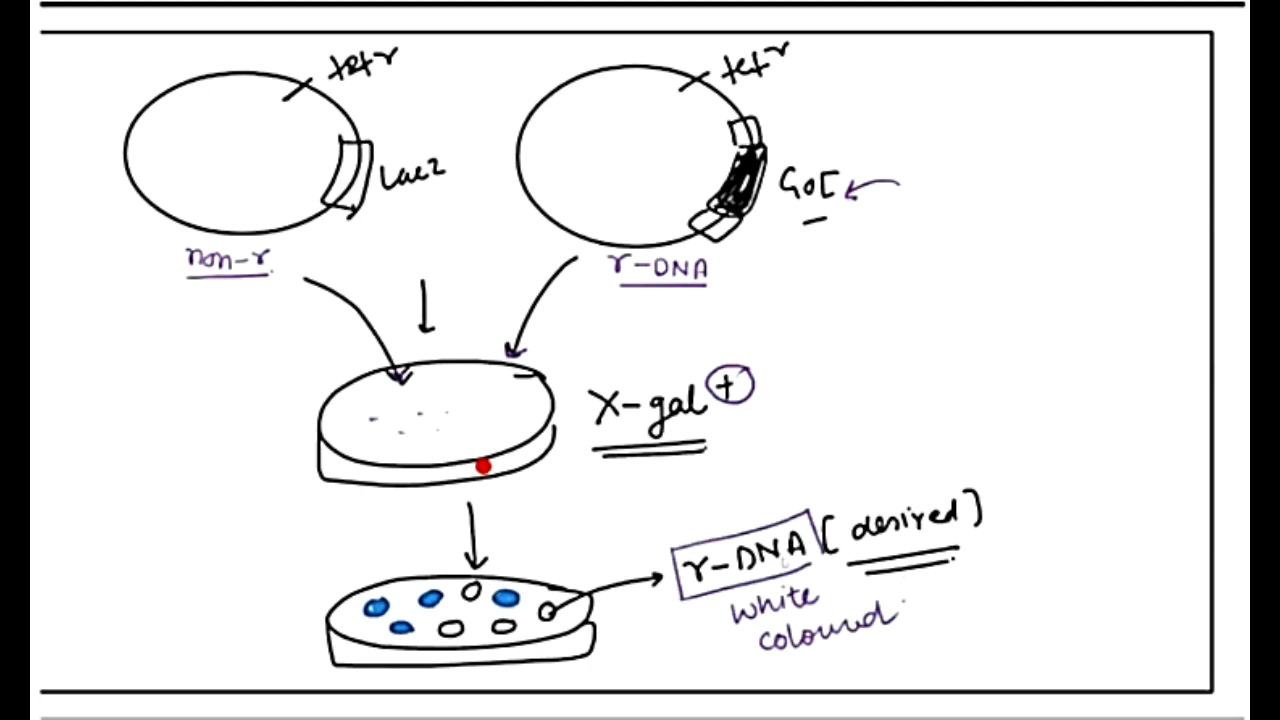 tetr
tetr
LacZ
GOI
non-r
r-DNA
X-gal +
r-DNA [desired]
white
coloured